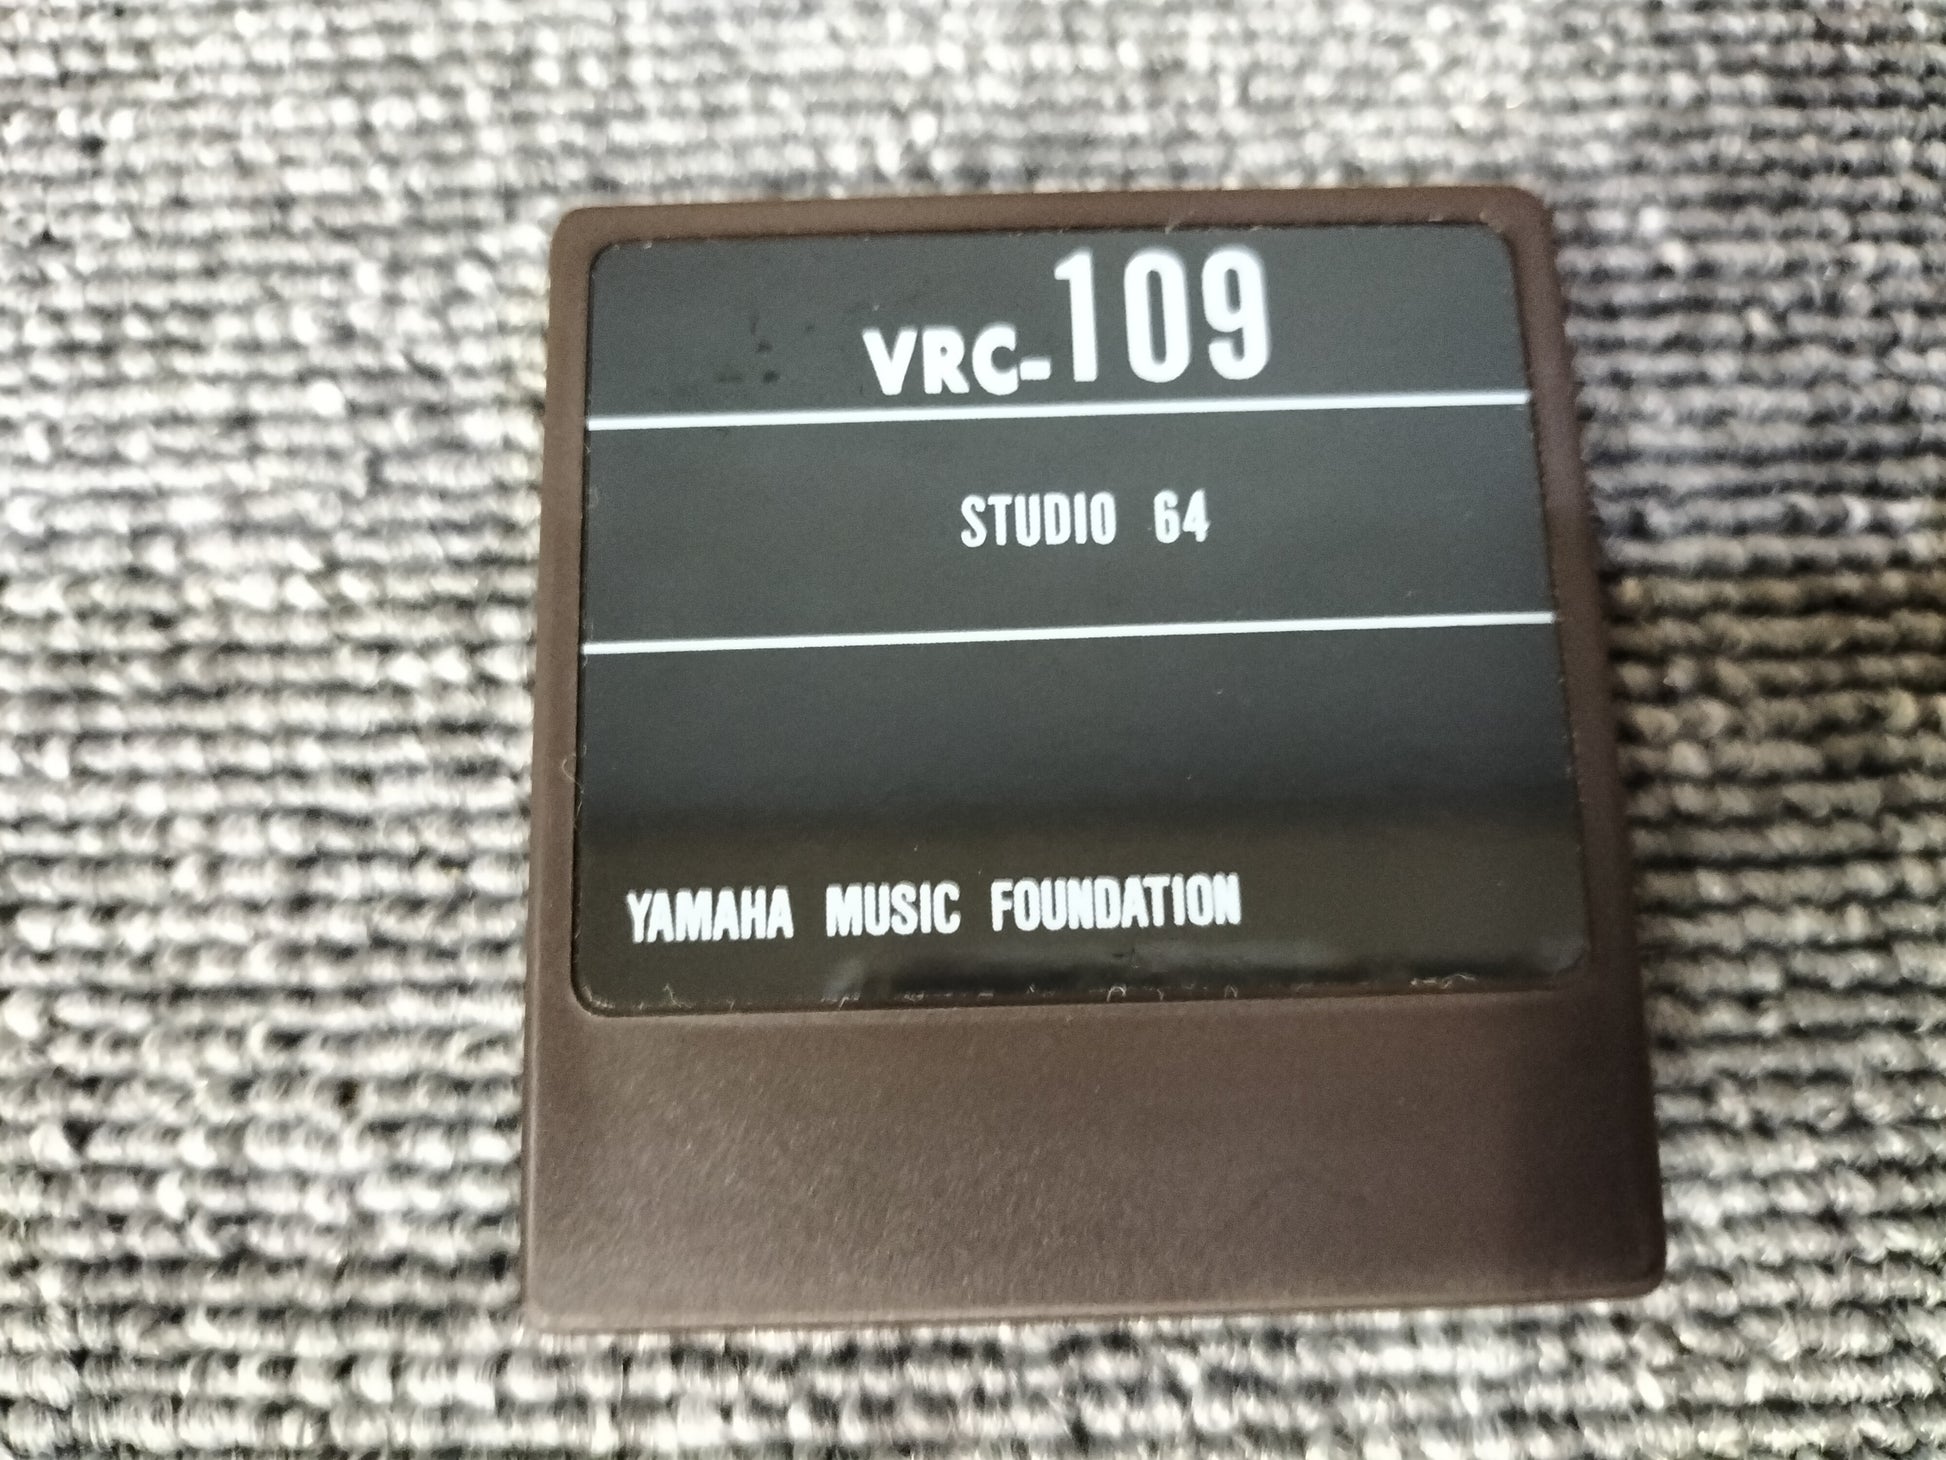 VRC-109
STUDIO 64
YAMAHA MUSIC FOUNDATION